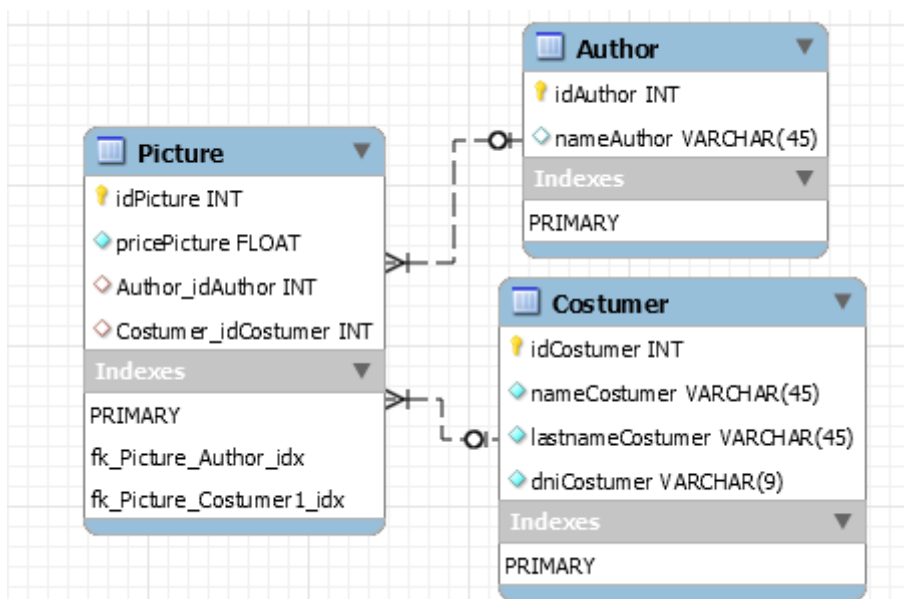 Author
idAuthor INT
nameAuthor VARCHAR(45)
Indexes
PRIMARY
Picture
idPicture INT
pricePicture FLOAT
Author_idAuthor INT
Costumer_idCostumer INT
Indexes
PRIMARY
fk_Picture_Author_idx
fk_Picture_Costumer1_idx
Costumer
idCostumer INT
nameCostumer VARCHAR(45)
lastnameCostumer VARCHAR(45)
dniCostumer VARCHAR(9)
Indexes
PRIMARY